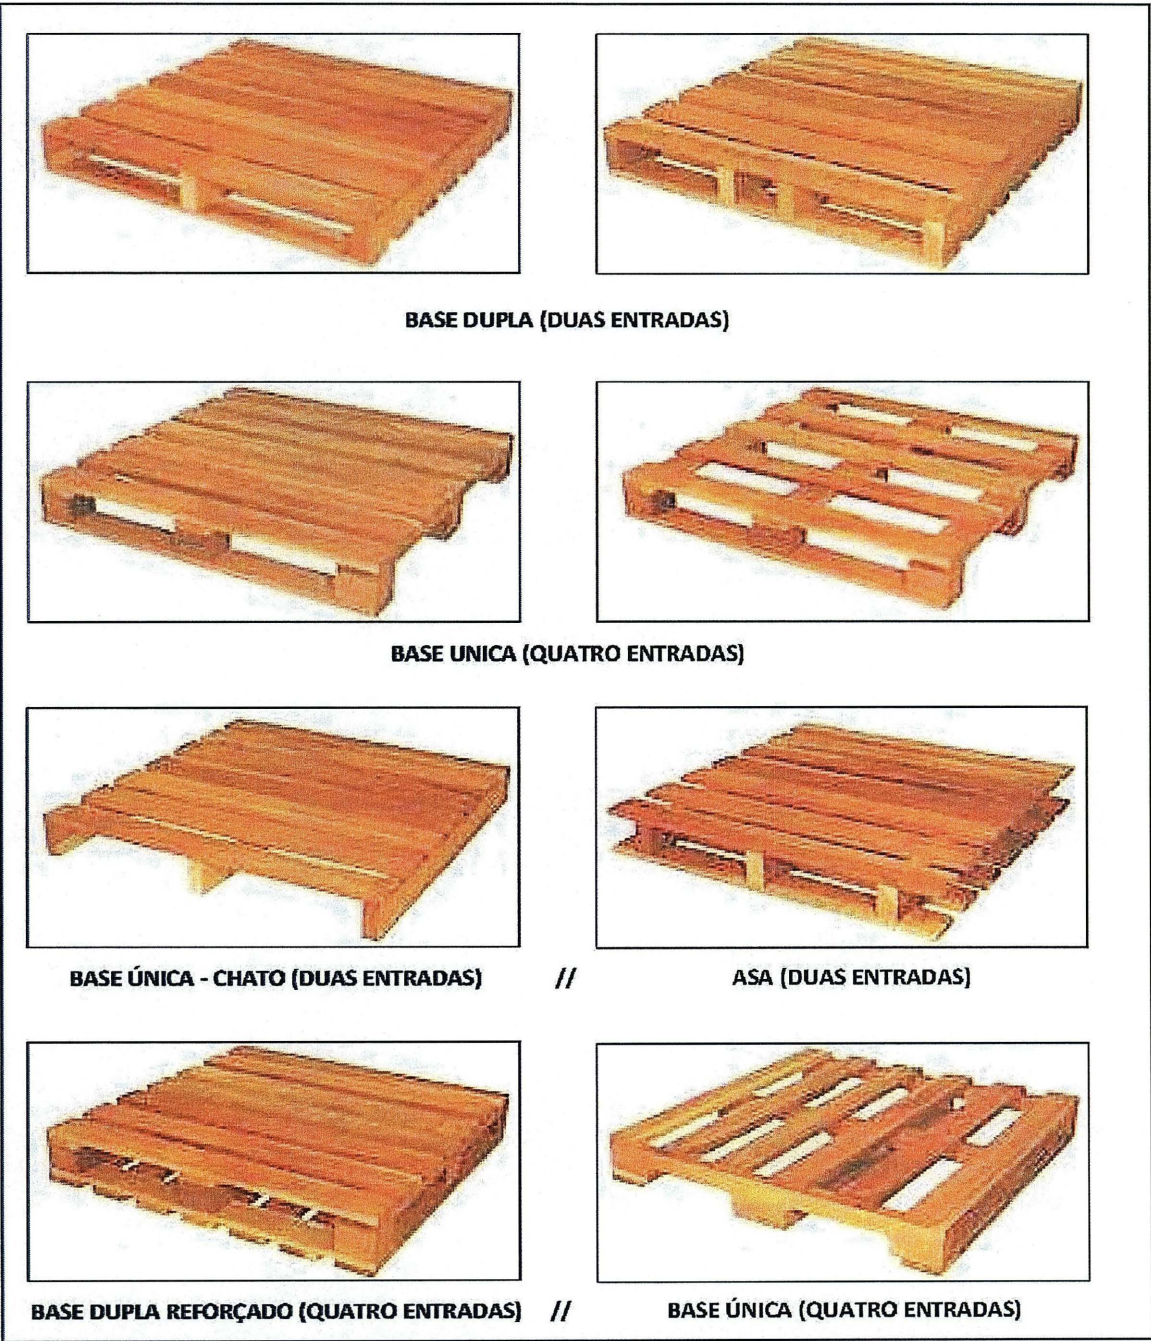 BASE DUPLA (DUAS ENTRADAS)
BASE UNICA (QUATRO ENTRADAS)
BASE ÚNICA - CHATO (DUAS ENTRADAS) // ASA (DUAS ENTRADAS)
BASE DUPLA REFORÇADO (QUATRO ENTRADAS) // BASE ÚNICA (QUATRO ENTRADAS)